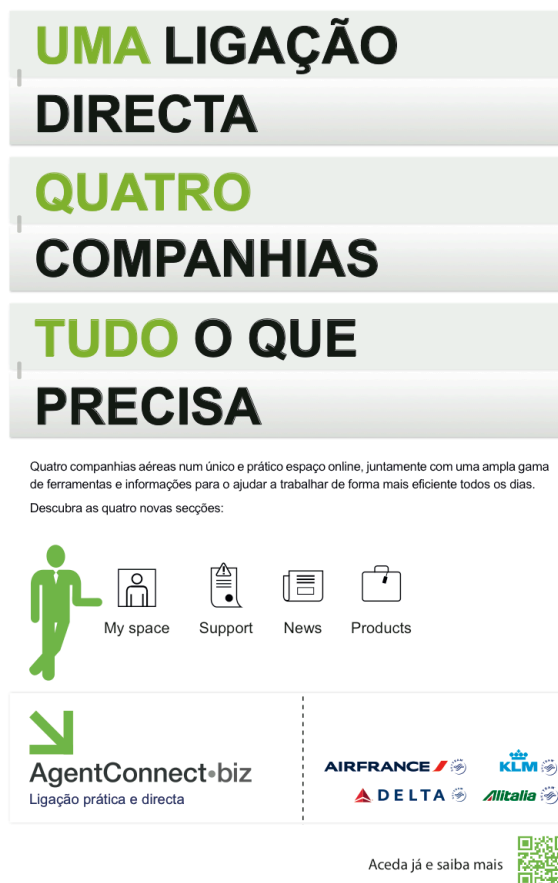 UMA LIGAÇÃO
DIRECTA
QUATRO
COMPANHIAS
TUDO O QUE
PRECISA
Quatro companhias aéreas num único e prático espaço online, juntamente com uma ampla gama
de ferramentas e informações para o ajudar a trabalhar de forma mais eficiente todos os dias.
Descubra as quatro novas secções:
My space Support News Products
AgentConnect•biz
Ligação prática e directa
AIRFRANCE KLM
DELTA Alitalia
Aceda já e saiba mais